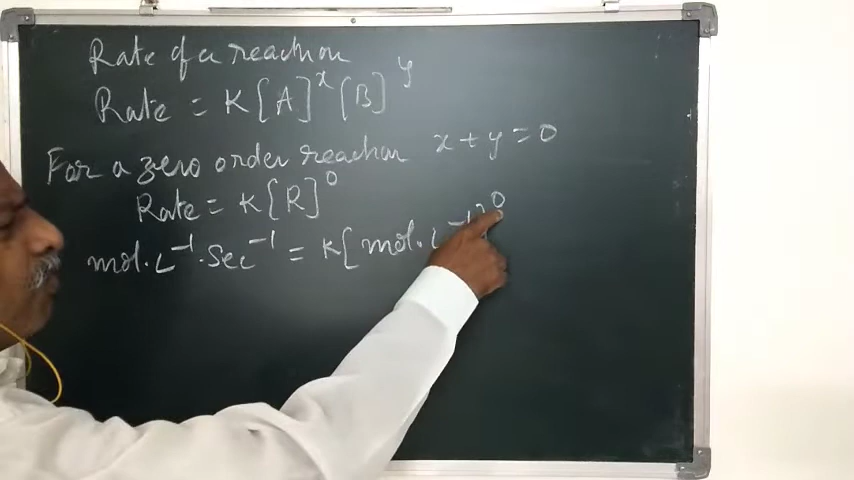 Rate of a reaction
Rate = K[A]^x [B]^y
For a zero order reaction x + y = 0
Rate = K[R]^0
mol. L^-1 . Sec^-1 = K[mol. L^-1]^0